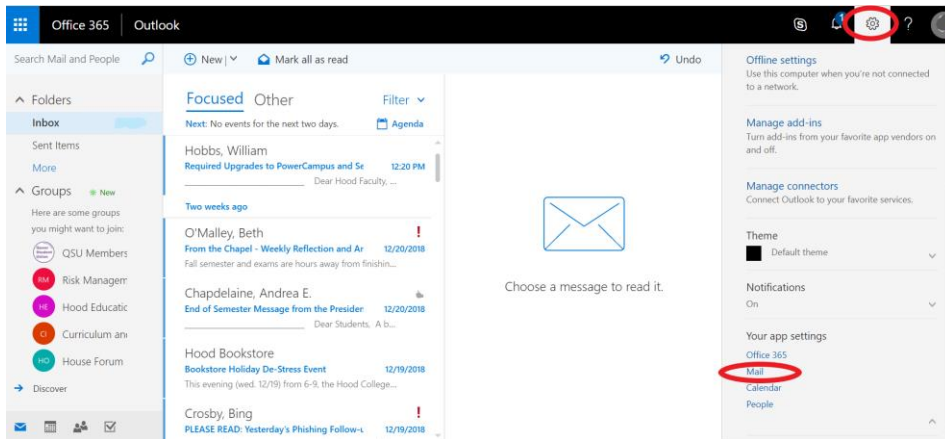 Office 365 Outlook
1
?
Search Mail and People
New
Mark all as read
Undo
Folders
Inbox
Sent Items
More
Groups New
Here are some groups
you might want to join:
QSU Members
RM Risk Managem
HE Hood Educatic
CI Curriculum an
HO House Forum
Discover
Focused Other Filter
Next: No events for the next two days. Agenda
Hobbs, William
Required Upgrades to PowerCampus and Se 12:20 PM
Dear Hood Faculty, ...
Two weeks ago
O'Malley, Beth !
From the Chapel - Weekly Reflection and Ar 12/20/2018
Fall semester and exams are hours away from finishin...
Chapdelaine, Andrea E.
End of Semester Message from the Presider 12/20/2018
Dear Students, A b...
Hood Bookstore
Bookstore Holiday De-Stress Event 12/19/2018
This evening (wed. 12/19) from 6-9, the Hood College...
Crosby, Bing !
PLEASE READ: Yesterday's Phishing Follow-u 12/19/2018
Choose a message to read it.
Offline settings
Use this computer when you're not connected
to a network.
Manage add-ins
Turn add-ins from your favorite app vendors on
and off.
Manage connectors
Connect Outlook to your favorite services.
Theme
Default theme
Notifications
On
Your app settings
Office 365
Mail
Calendar
People